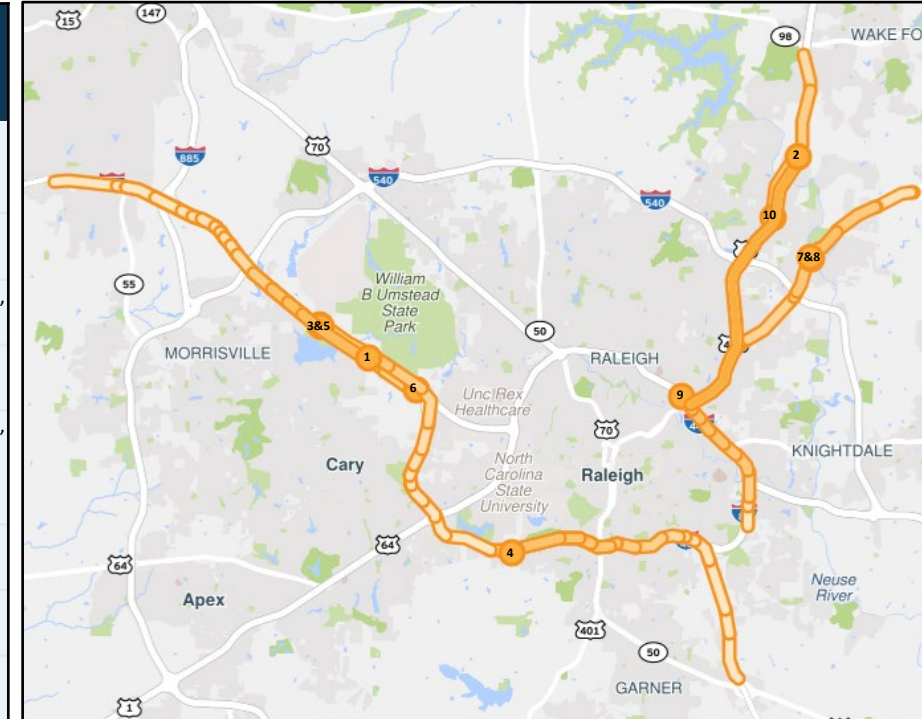 15
147
98
WAKE FO
2
70
885
540
540
10
7&8
William
B Umstead
State
Park
55
3&5
50
MORRISVILLE
1
RALEIGH
6
9
Unc Rex
Healthcare
70
KNIGHTDALE
Cary
North
Carolina
State
University
Raleigh
64
4
64
Neuse
River
Apex
401
50
GARNER
1